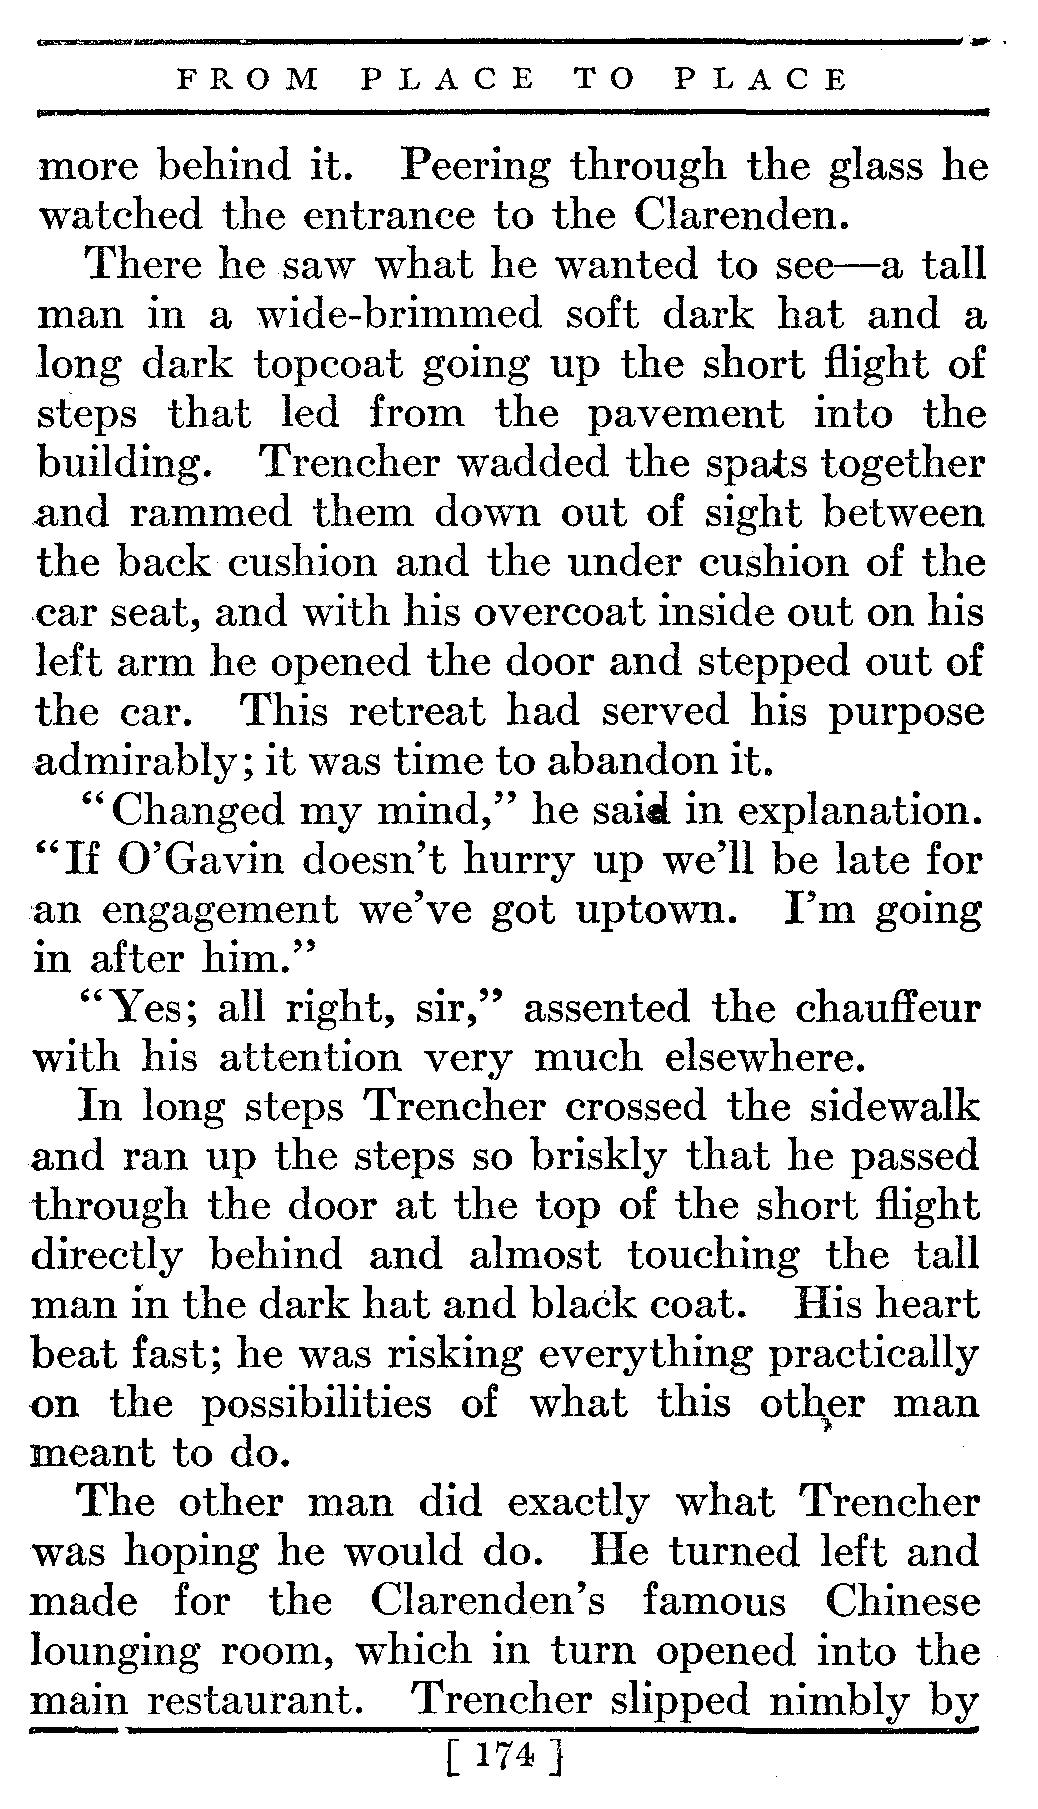 FROM PLACE TO PLACE
more behind it. Peering through the glass he
watched the entrance to the Clarenden.
There he saw what he wanted to see—a tall
man in a wide-brimmed soft dark hat and a
long dark topcoat going up the short flight of
steps that led from the pavement into the
building. Trencher wadded the spats together
and rammed them down out of sight between
the back cushion and the under cushion of the
car seat, and with his overcoat inside out on his
left arm he opened the door and stepped out of
the car. This retreat had served his purpose
admirably; it was time to abandon it.
“Changed my mind,” he said in explanation.
“If O’Gavin doesn’t hurry up we’ll be late for
an engagement we’ve got uptown. I’m going
in after him.”
“Yes; all right, sir,” assented the chauffeur
with his attention very much elsewhere.
In long steps Trencher crossed the sidewalk
and ran up the steps so briskly that he passed
through the door at the top of the short flight
directly behind and almost touching the tall
man in the dark hat and black coat. His heart
beat fast; he was risking everything practically
on the possibilities of what this other man
meant to do.
The other man did exactly what Trencher
was hoping he would do. He turned left and
made for the Clarenden’s famous Chinese
lounging room, which in turn opened into the
main restaurant. Trencher slipped nimbly by
[ 174 ]